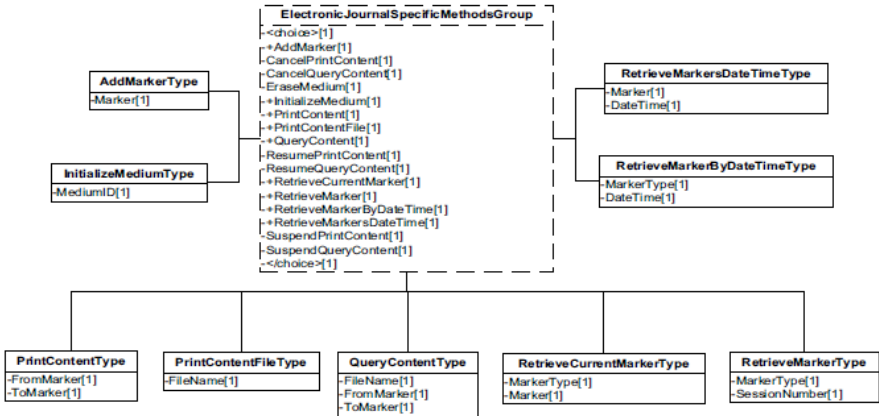 ElectronicJournalSpecificMethodsGroup
-<choice>[1]
-+AddMarker[1]
-CancelPrintContent[1]
-CancelQueryContent[1]
-EraseMedium[1]
-+InitializeMedium[1]
-+PrintContent[1]
-+PrintContentFile[1]
-+QueryContent[1]
-ResumePrintContent[1]
-ResumeQueryContent[1]
-+RetrieveCurrentMarker[1]
-+RetrieveMarker[1]
-+RetrieveMarkerByDateTime[1]
-+RetrieveMarkersDateTime[1]
-SuspendPrintContent[1]
-SuspendQueryContent[1]
-</choice>[1]
AddMarkerType
-Marker[1]
InitializeMediumType
-MediumID[1]
RetrieveMarkersDateTimeType
-Marker[1]
-DateTime[1]
RetrieveMarkerByDateTimeType
-MarkerType[1]
-DateTime[1]
PrintContentType
-FromMarker[1]
-ToMarker[1]
PrintContentFileType
-FileName[1]
QueryContentType
-FileName[1]
-FromMarker[1]
-ToMarker[1]
RetrieveCurrentMarkerType
-MarkerType[1]
-Marker[1]
RetrieveMarkerType
-MarkerType[1]
-SessionNumber[1]